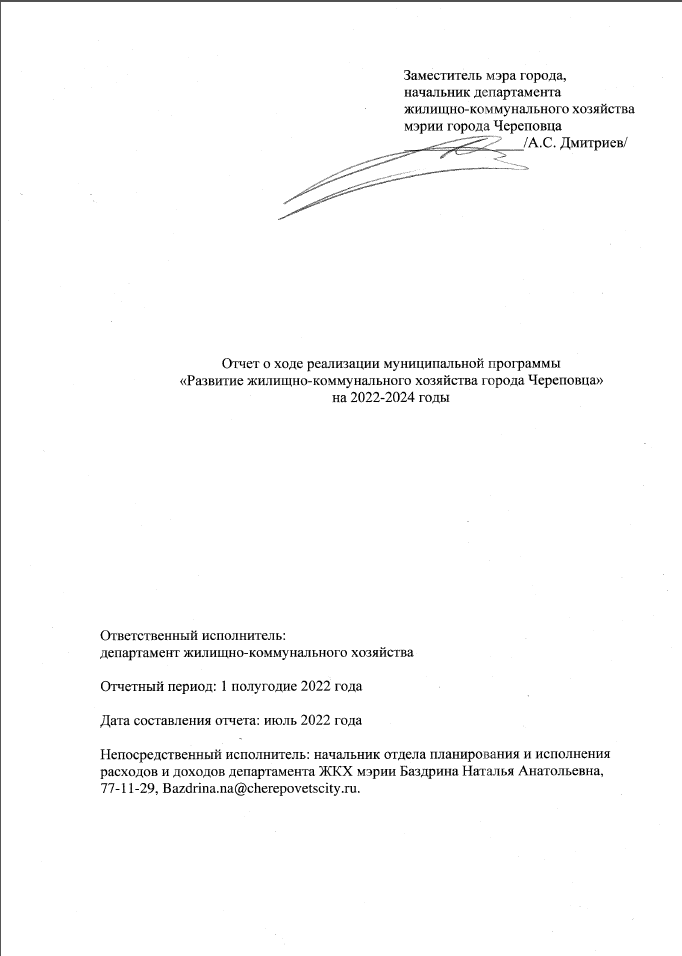 Заместитель мэра города,
начальник департамента
жилищно-коммунального хозяйства
мэрии города Череповца
________________/А.С. Дмитриев/
Отчет о ходе реализации муниципальной программы
«Развитие жилищно-коммунального хозяйства города Череповца»
на 2022-2024 годы
Ответственный исполнитель:
департамент жилищно-коммунального хозяйства
Отчетный период: 1 полугодие 2022 года
Дата составления отчета: июль 2022 года
Непосредственный исполнитель: начальник отдела планирования и исполнения
расходов и доходов департамента ЖКХ мэрии Баздрина Наталья Анатольевна,
77-11-29, Bazdrina.na@cherepovetscity.ru.